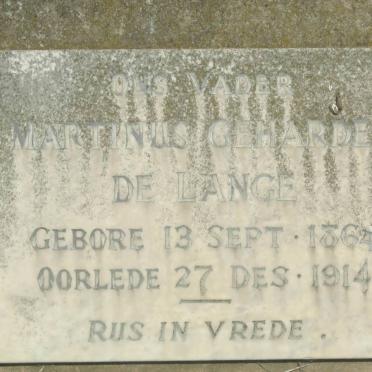 ONS VADER
MARTINUS GEHARDE
DE LANGE
GEBORE 13 SEPT · 1864
OORLEDE 27 DES · 1914
RUS IN VREDE .